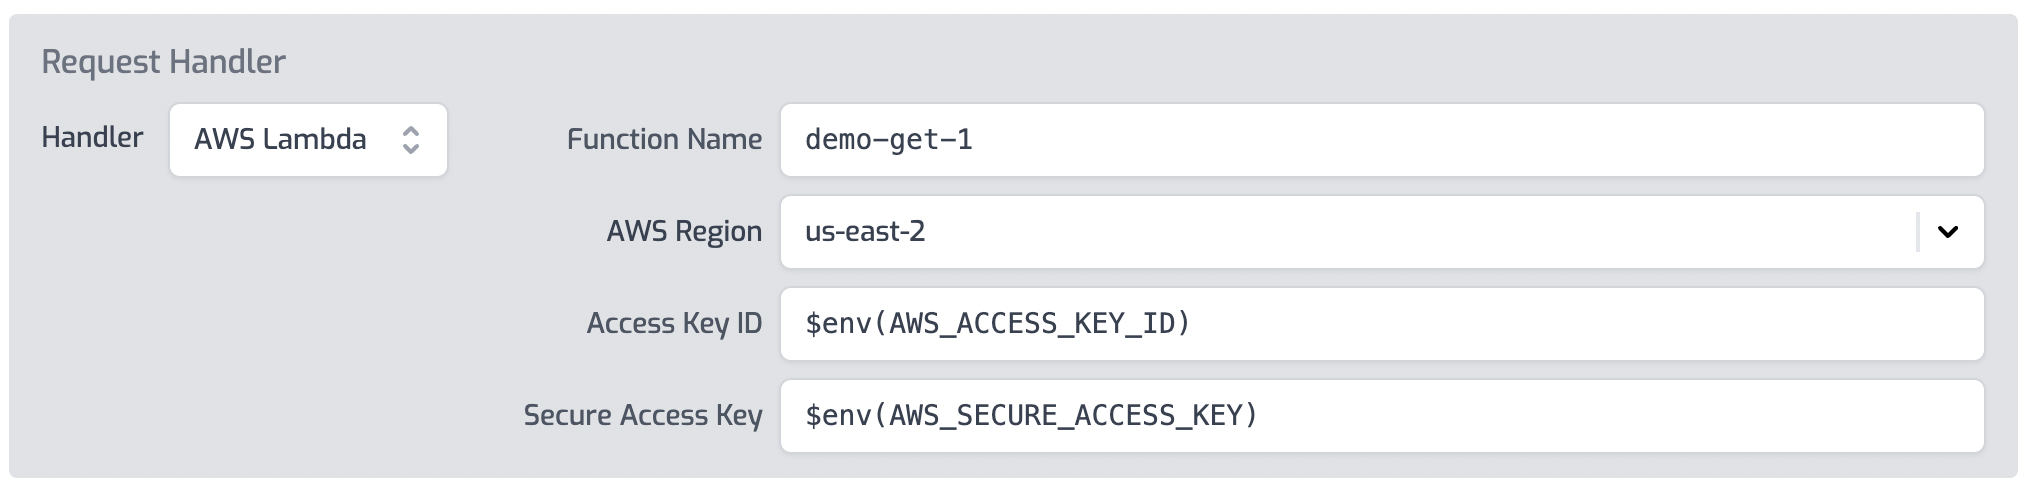 Request Handler
Handler AWS Lambda Function Name demo-get-1
AWS Region us-east-2
Access Key ID $env(AWS_ACCESS_KEY_ID)
Secure Access Key $env(AWS_SECURE_ACCESS_KEY)